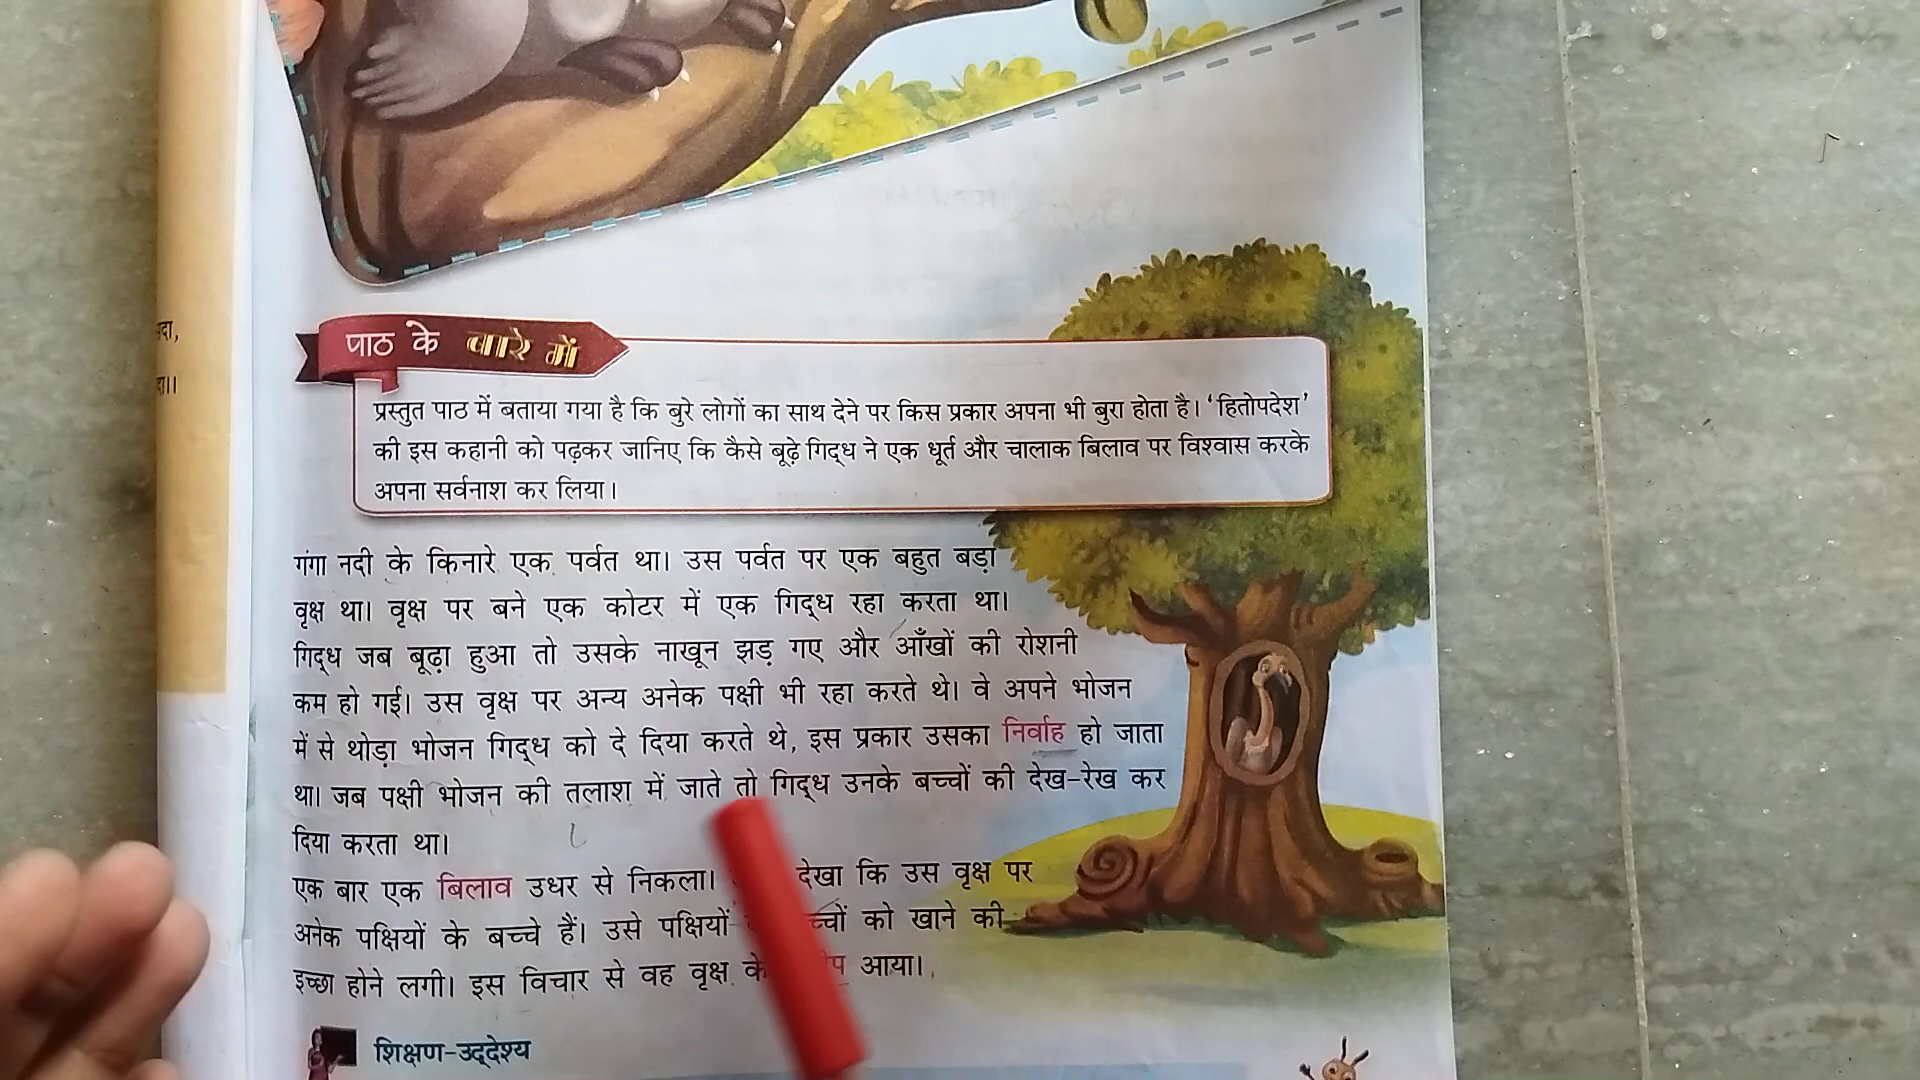 दा,
दा।।
पाठ के बारे में
प्रस्तुत पाठ में बताया गया है कि बुरे लोगों का साथ देने पर किस प्रकार अपना भी बुरा होता है। 'हितोपदेश'
की इस कहानी को पढ़कर जानिए कि कैसे बूढ़े गिद्ध ने एक धूर्त और चालाक बिलाव पर विश्वास करके
अपना सर्वनाश कर लिया।
गंगा नदी के किनारे एक पर्वत था। उस पर्वत पर एक बहुत बड़ा
वृक्ष था। वृक्ष पर बने एक कोटर में एक गिद्ध रहा करता था।
गिद्ध जब बूढ़ा हुआ तो उसके नाखून झड़ गए और आँखों की रोशनी
कम हो गई। उस वृक्ष पर अन्य अनेक पक्षी भी रहा करते थे। वे अपने भोजन
में से थोड़ा भोजन गिद्ध को दे दिया करते थे, इस प्रकार उसका निर्वाह हो जाता
था। जब पक्षी भोजन की तलाश में जाते तो गिद्ध उनके बच्चों की देख-रेख कर
दिया करता था।
एक बार एक बिलाव उधर से निकला। देखा कि उस वृक्ष पर
अनेक पक्षियों के बच्चे हैं। उसे पक्षियों को खाने की
इच्छा होने लगी। इस विचार से वह वृक्ष के आया।
शिक्षण-उद्देश्य